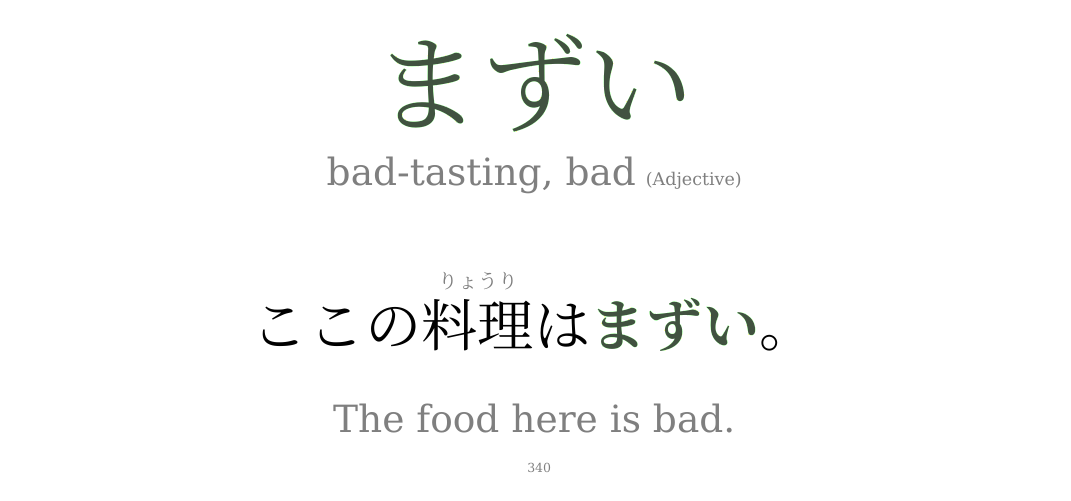 まずい
bad-tasting, bad (Adjective)
りょうり
ここの料理はまずい。
The food here is bad.
340